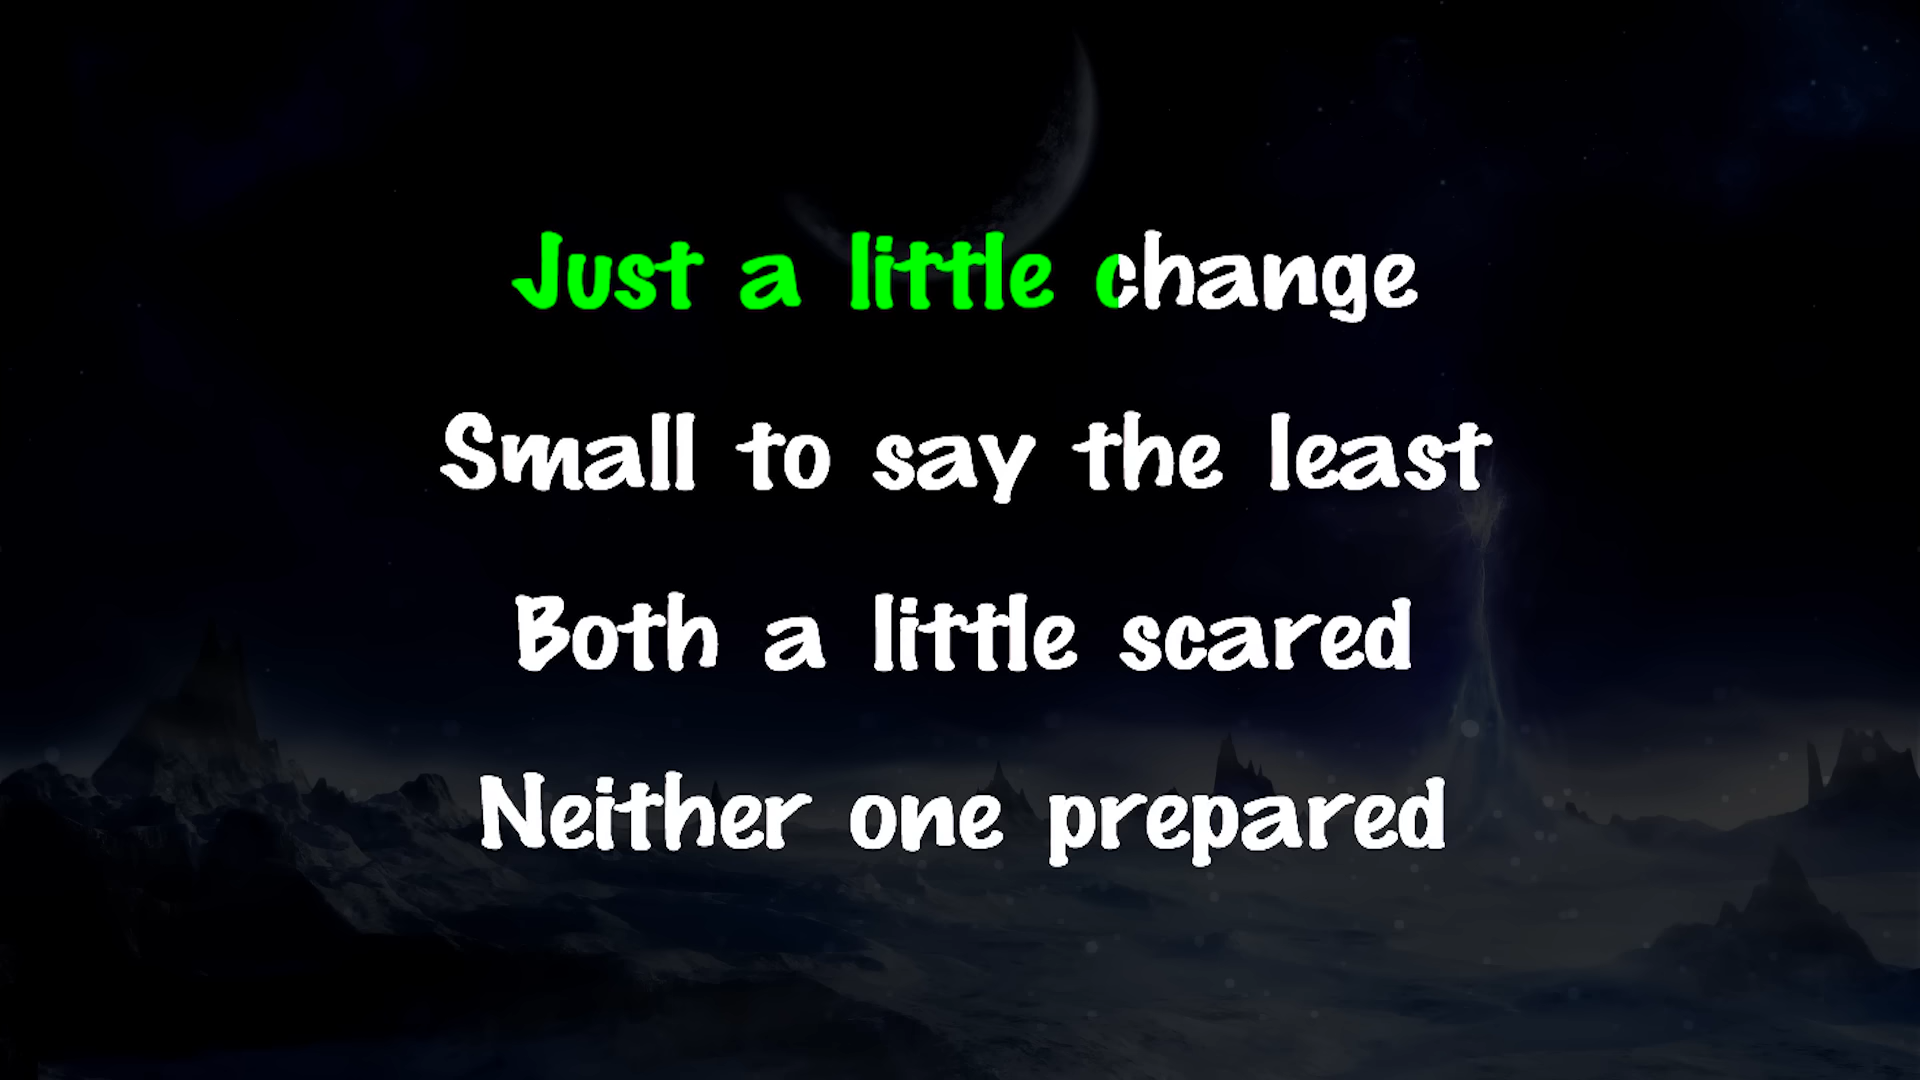 Just a little change
Small to say the least
Both a little scared
Neither one prepared